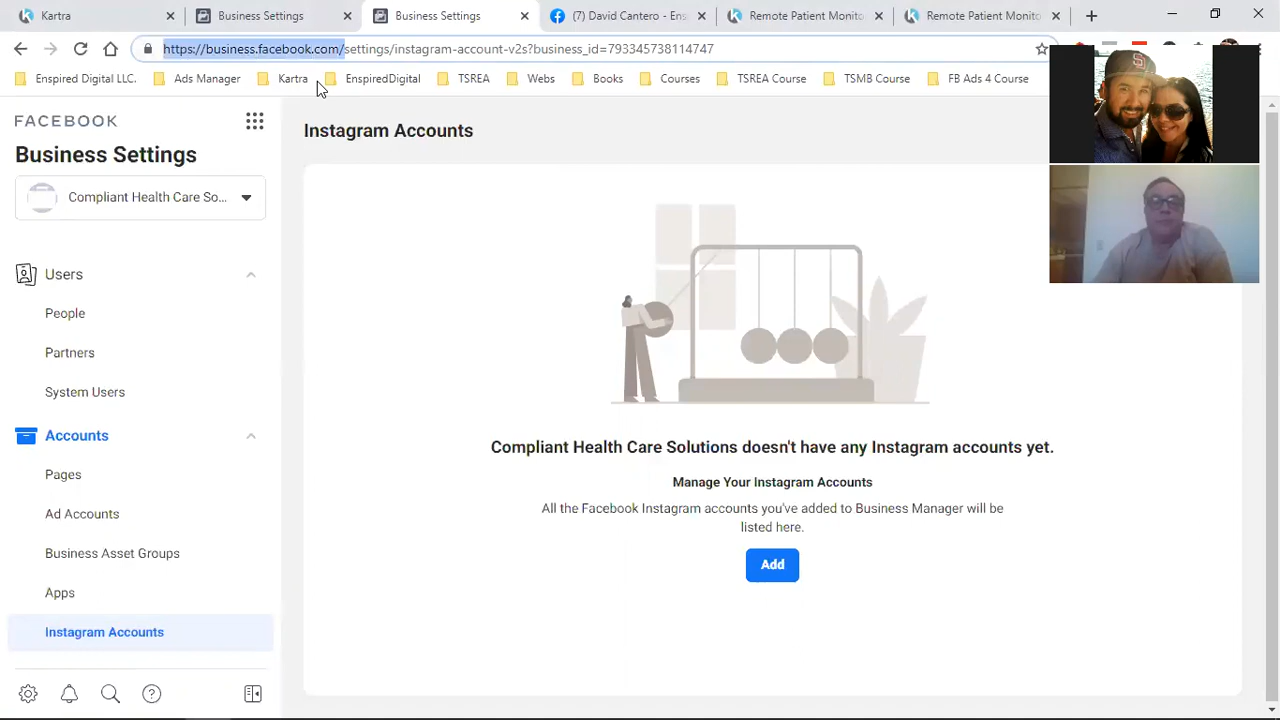 Kartra
Business Settings
Business Settings
(7) David Cantero - Ens
Remote Patient Monito
Remote Patient Monito
https://business.facebook.com/settings/instagram-account-v2s?business_id=793345738114747
Enspired Digital LLC.
Ads Manager
Kartra
EnspiredDigital
TSREA
Webs
Books
Courses
TSREA Course
TSMB Course
FB Ads 4 Course
FACEBOOK
Business Settings
Compliant Health Care So...
Users
People
Partners
System Users
Accounts
Pages
Ad Accounts
Business Asset Groups
Apps
Instagram Accounts
Instagram Accounts
Compliant Health Care Solutions doesn't have any Instagram accounts yet.
Manage Your Instagram Accounts
All the Facebook Instagram accounts you've added to Business Manager will be
listed here.
Add